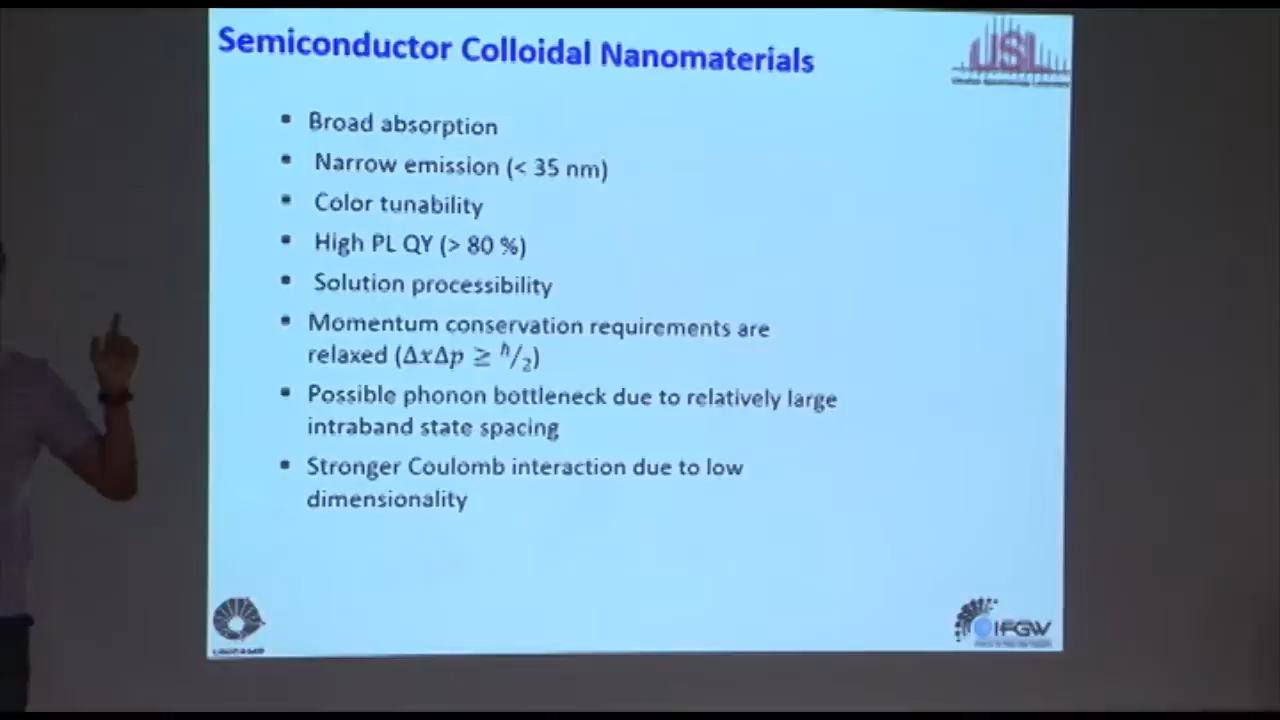 Semiconductor Colloidal Nanomaterials
USL
▪ Broad absorption
▪ Narrow emission (< 35 nm)
▪ Color tunability
▪ High PL QY (> 80 %)
▪ Solution processibility
▪ Momentum conservation requirements are
relaxed (ΔxΔp ≥ ℏ/2)
▪ Possible phonon bottleneck due to relatively large
intraband state spacing
▪ Stronger Coulomb interaction due to low
dimensionality
UNICAMP
IFGW